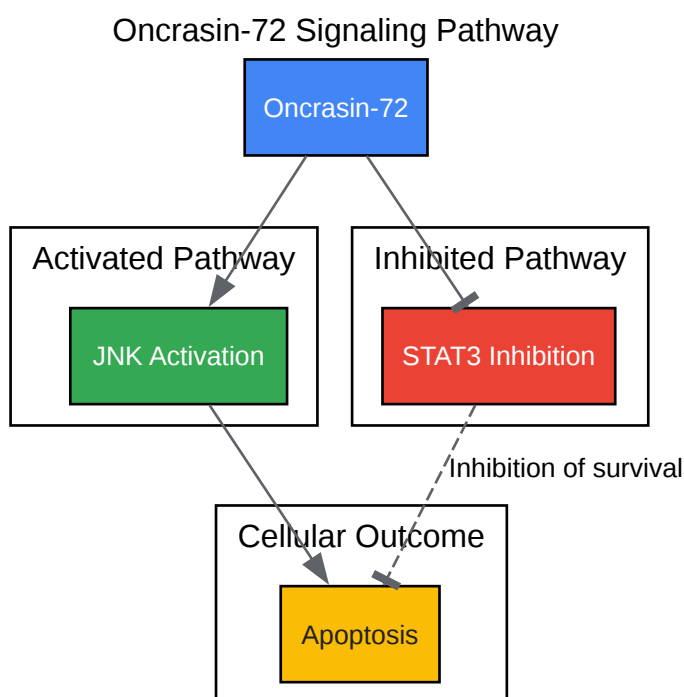 Oncrasin-72 Signaling Pathway
Oncrasin-72
Activated Pathway
Inhibited Pathway
JNK Activation
STAT3 Inhibition
Inhibition of survival
Cellular Outcome
Apoptosis